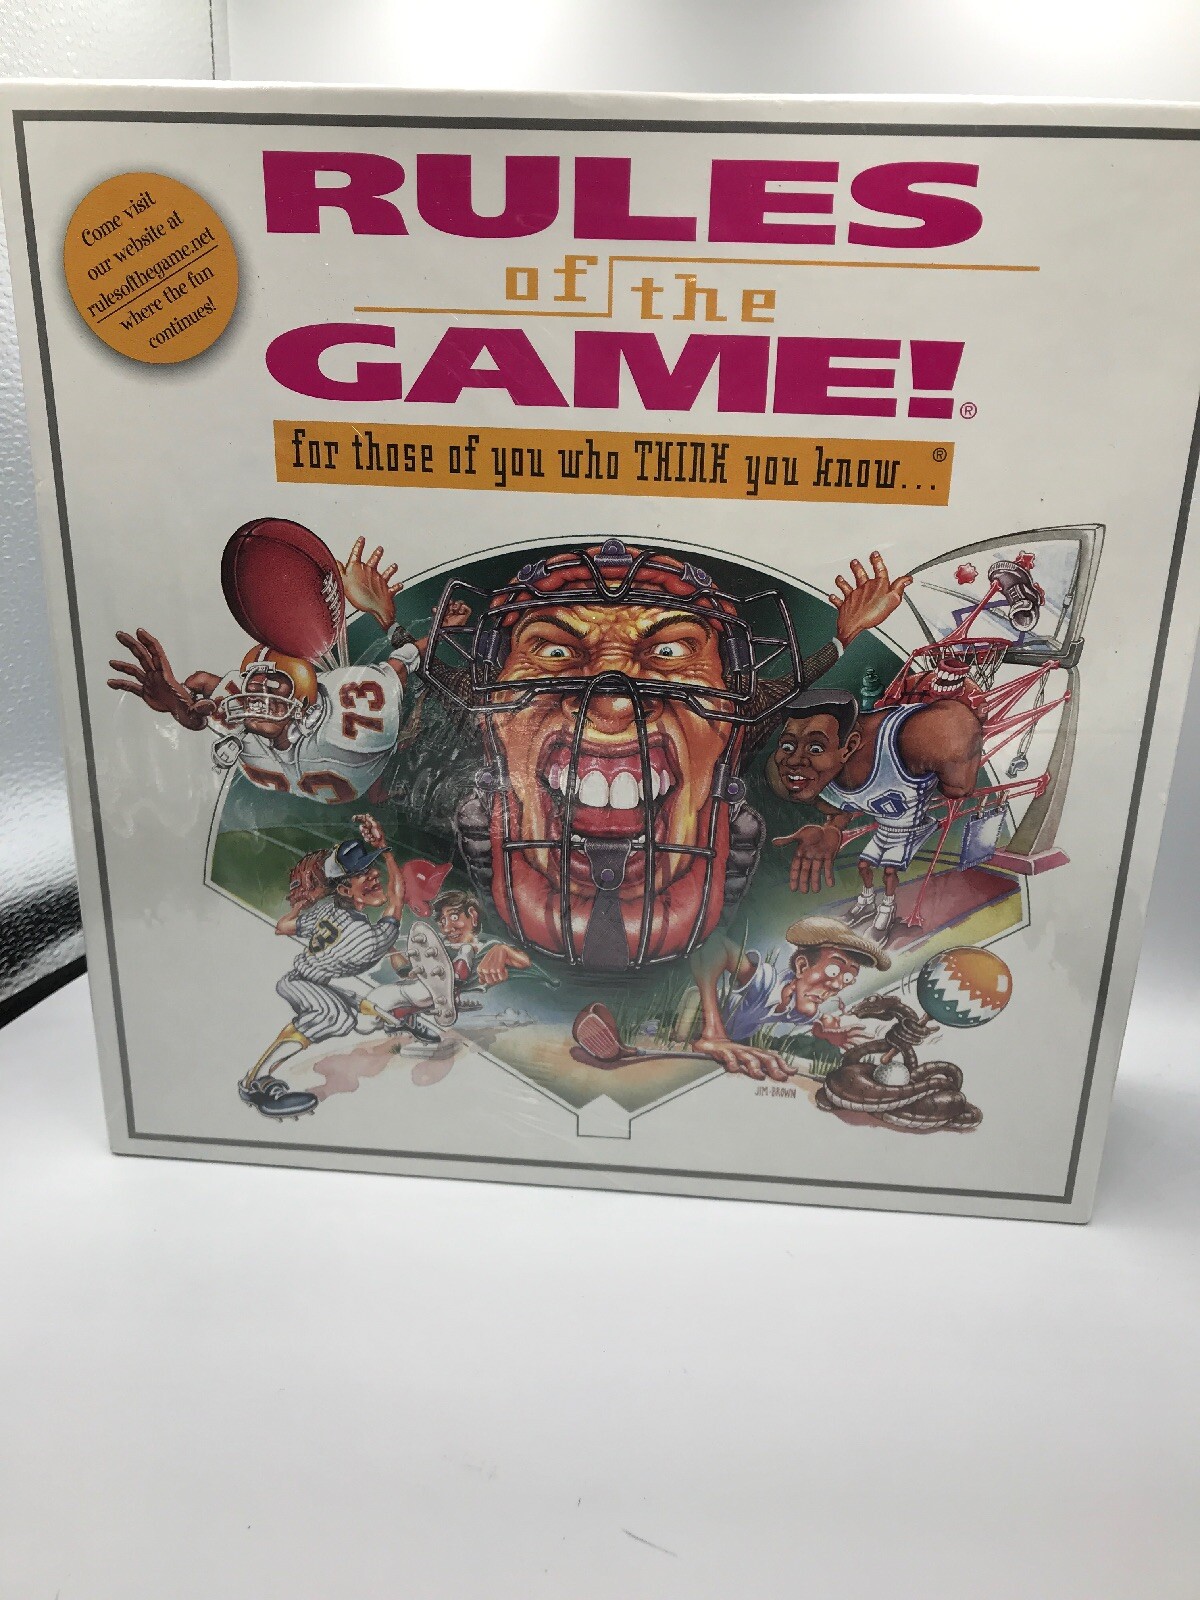 RULES
of the
GAME!®
for those of you who THINK you know...®
Come visit
our website at
rulesofthegame.net
where the fun
continues!
73
JIM·BROWN